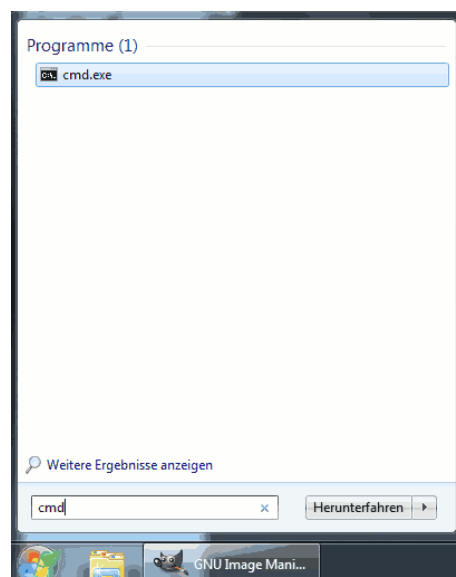 Programme (1)
cmd.exe
Weitere Ergebnisse anzeigen
cmd
Herunterfahren
GNU Image Mani...